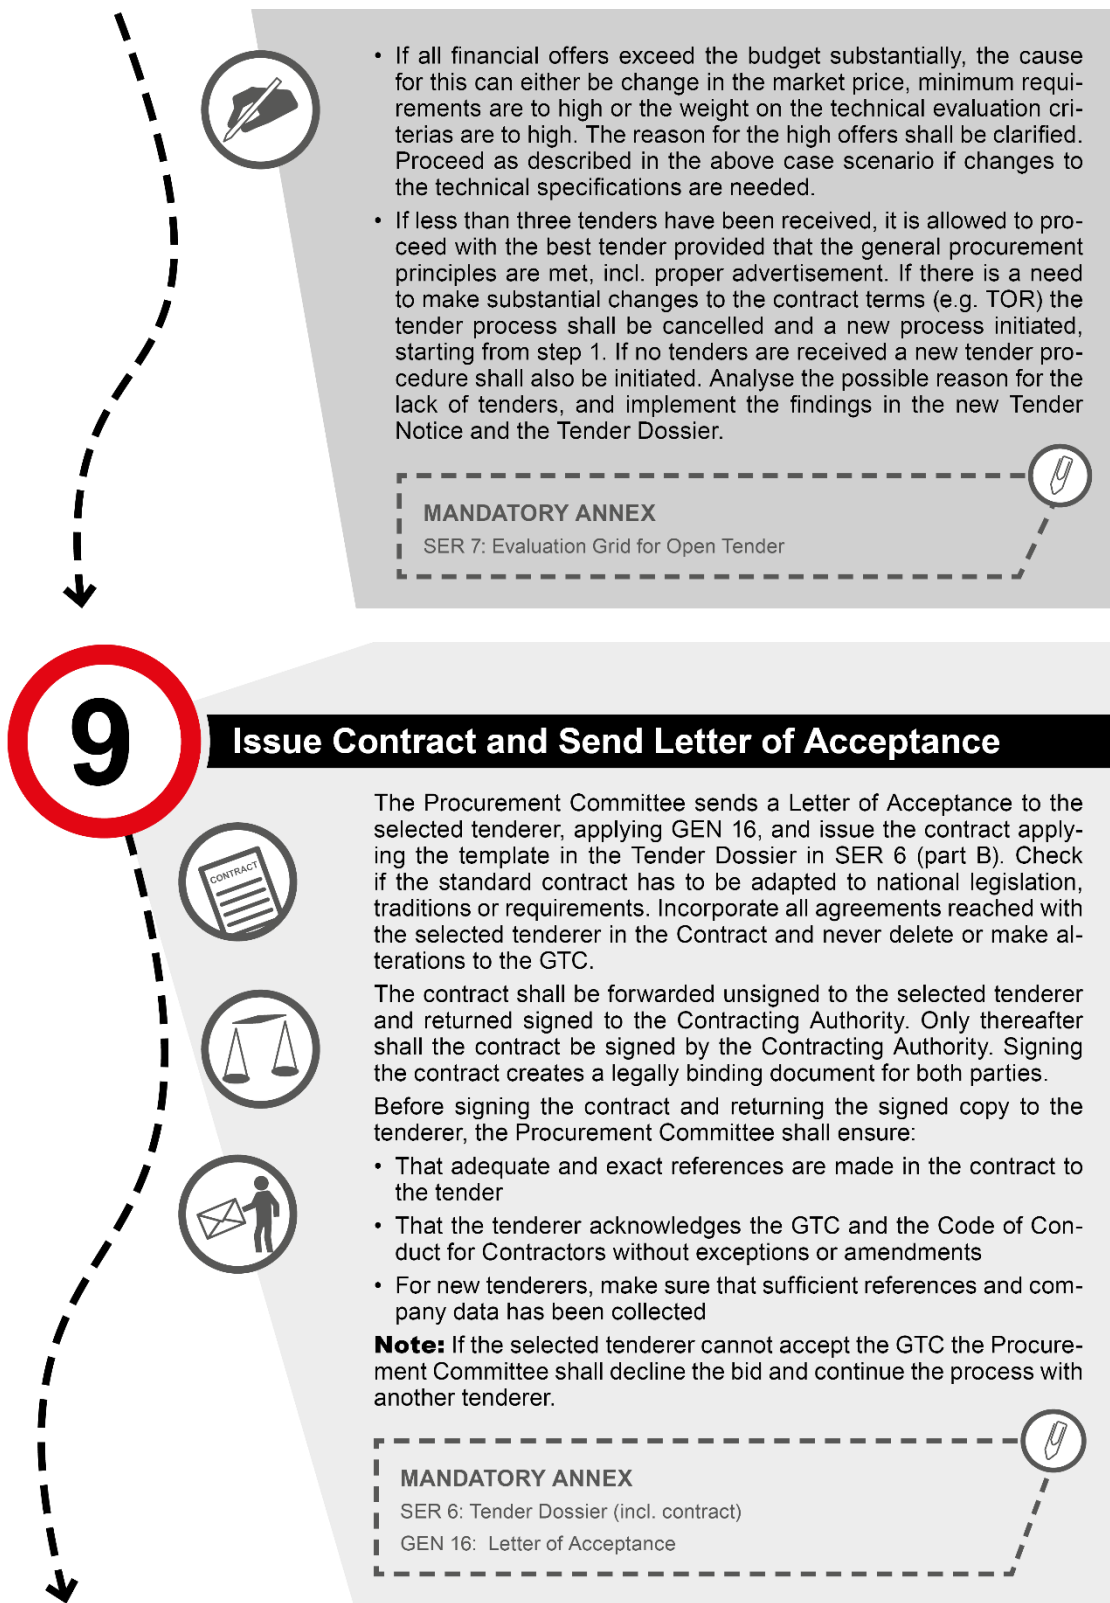 • If all financial offers exceed the budget substantially, the cause
for this can either be change in the market price, minimum requi-
rements are to high or the weight on the technical evaluation cri-
terias are to high. The reason for the high offers shall be clarified.
Proceed as described in the above case scenario if changes to
the technical specifications are needed.
• If less than three tenders have been received, it is allowed to pro-
ceed with the best tender provided that the general procurement
principles are met, incl. proper advertisement. If there is a need
to make substantial changes to the contract terms (e.g. TOR) the
tender process shall be cancelled and a new process initiated,
starting from step 1. If no tenders are received a new tender pro-
cedure shall also be initiated. Analyse the possible reason for the
lack of tenders, and implement the findings in the new Tender
Notice and the Tender Dossier.
MANDATORY ANNEX
SER 7: Evaluation Grid for Open Tender
9
Issue Contract and Send Letter of Acceptance
The Procurement Committee sends a Letter of Acceptance to the
selected tenderer, applying GEN 16, and issue the contract apply-
ing the template in the Tender Dossier in SER 6 (part B). Check
if the standard contract has to be adapted to national legislation,
traditions or requirements. Incorporate all agreements reached with
the selected tenderer in the Contract and never delete or make al-
terations to the GTC.
CONTRACT
The contract shall be forwarded unsigned to the selected tenderer
and returned signed to the Contracting Authority. Only thereafter
shall the contract be signed by the Contracting Authority. Signing
the contract creates a legally binding document for both parties.
Before signing the contract and returning the signed copy to the
tenderer, the Procurement Committee shall ensure:
• That adequate and exact references are made in the contract to
the tender
• That the tenderer acknowledges the GTC and the Code of Con-
duct for Contractors without exceptions or amendments
• For new tenderers, make sure that sufficient references and com-
pany data has been collected
Note: If the selected tenderer cannot accept the GTC the Procure-
ment Committee shall decline the bid and continue the process with
another tenderer.
MANDATORY ANNEX
SER 6: Tender Dossier (incl. contract)
GEN 16: Letter of Acceptance